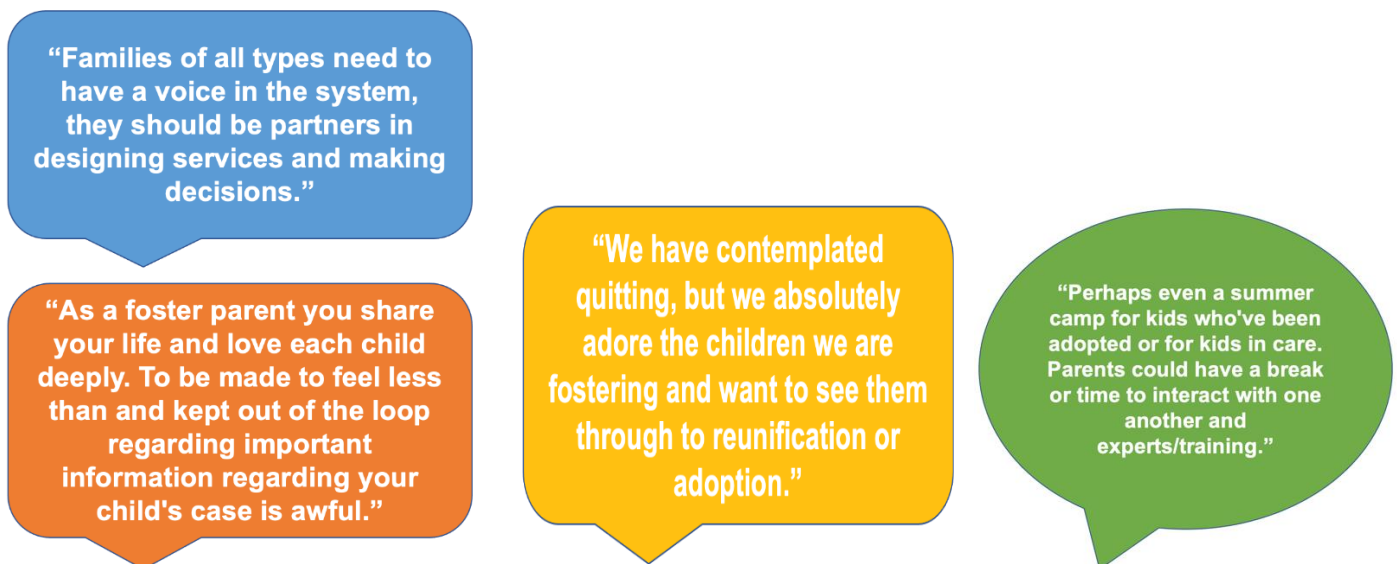 “Families of all types need to
have a voice in the system,
they should be partners in
designing services and making
decisions.”
“As a foster parent you share
your life and love each child
deeply. To be made to feel less
than and kept out of the loop
regarding important
information regarding your
child's case is awful.”
“We have contemplated
quitting, but we absolutely
adore the children we are
fostering and want to see them
through to reunification or
adoption.”
“Perhaps even a summer
camp for kids who've been
adopted or for kids in care.
Parents could have a break
or time to interact with one
another and
experts/training.”